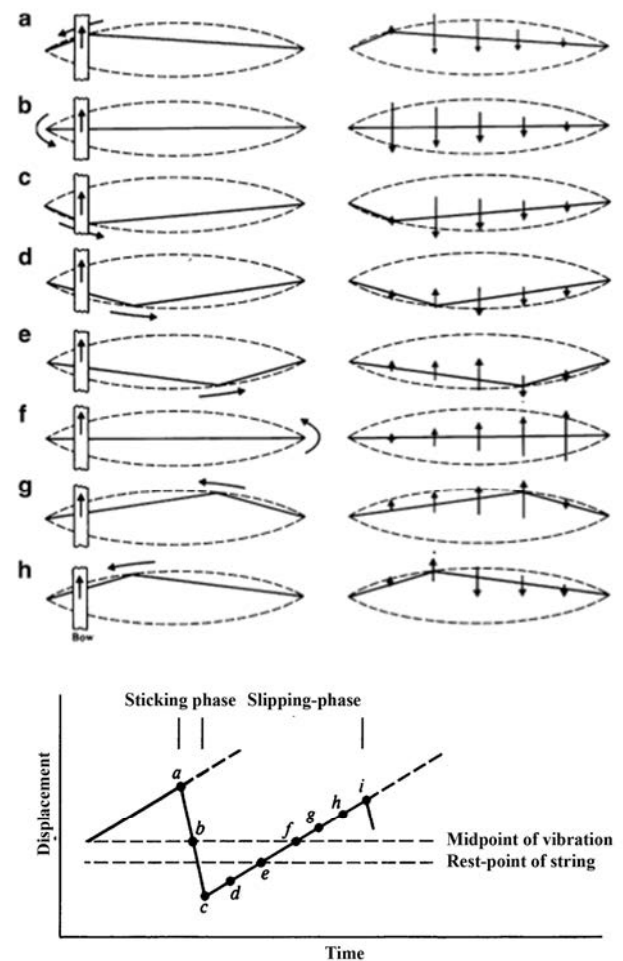 a
b
c
d
e
f
g
h
Bow
Sticking phase Slipping-phase
Displacement
a
b
c
d
e
f
g
h
i
Midpoint of vibration
Rest-point of string
Time